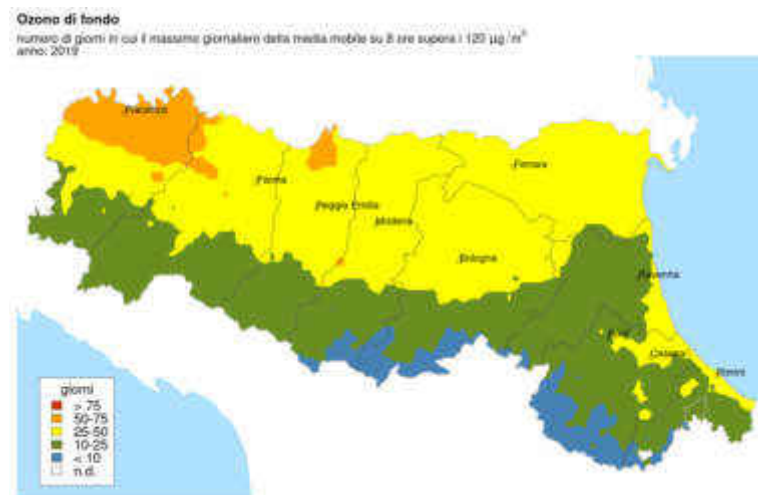 Ozono di fondo
numero di giorni in cui il massimo giornaliero della media mobile su 8 ore supera i 120 µg/m³
anno: 2019
Piacenza
Parma
Reggio Emilia
Modena
Ferrara
Bologna
Ravenna
Cesena
Rimini
giorni
> 75
50-75
25-50
10-25
< 10
n.d.